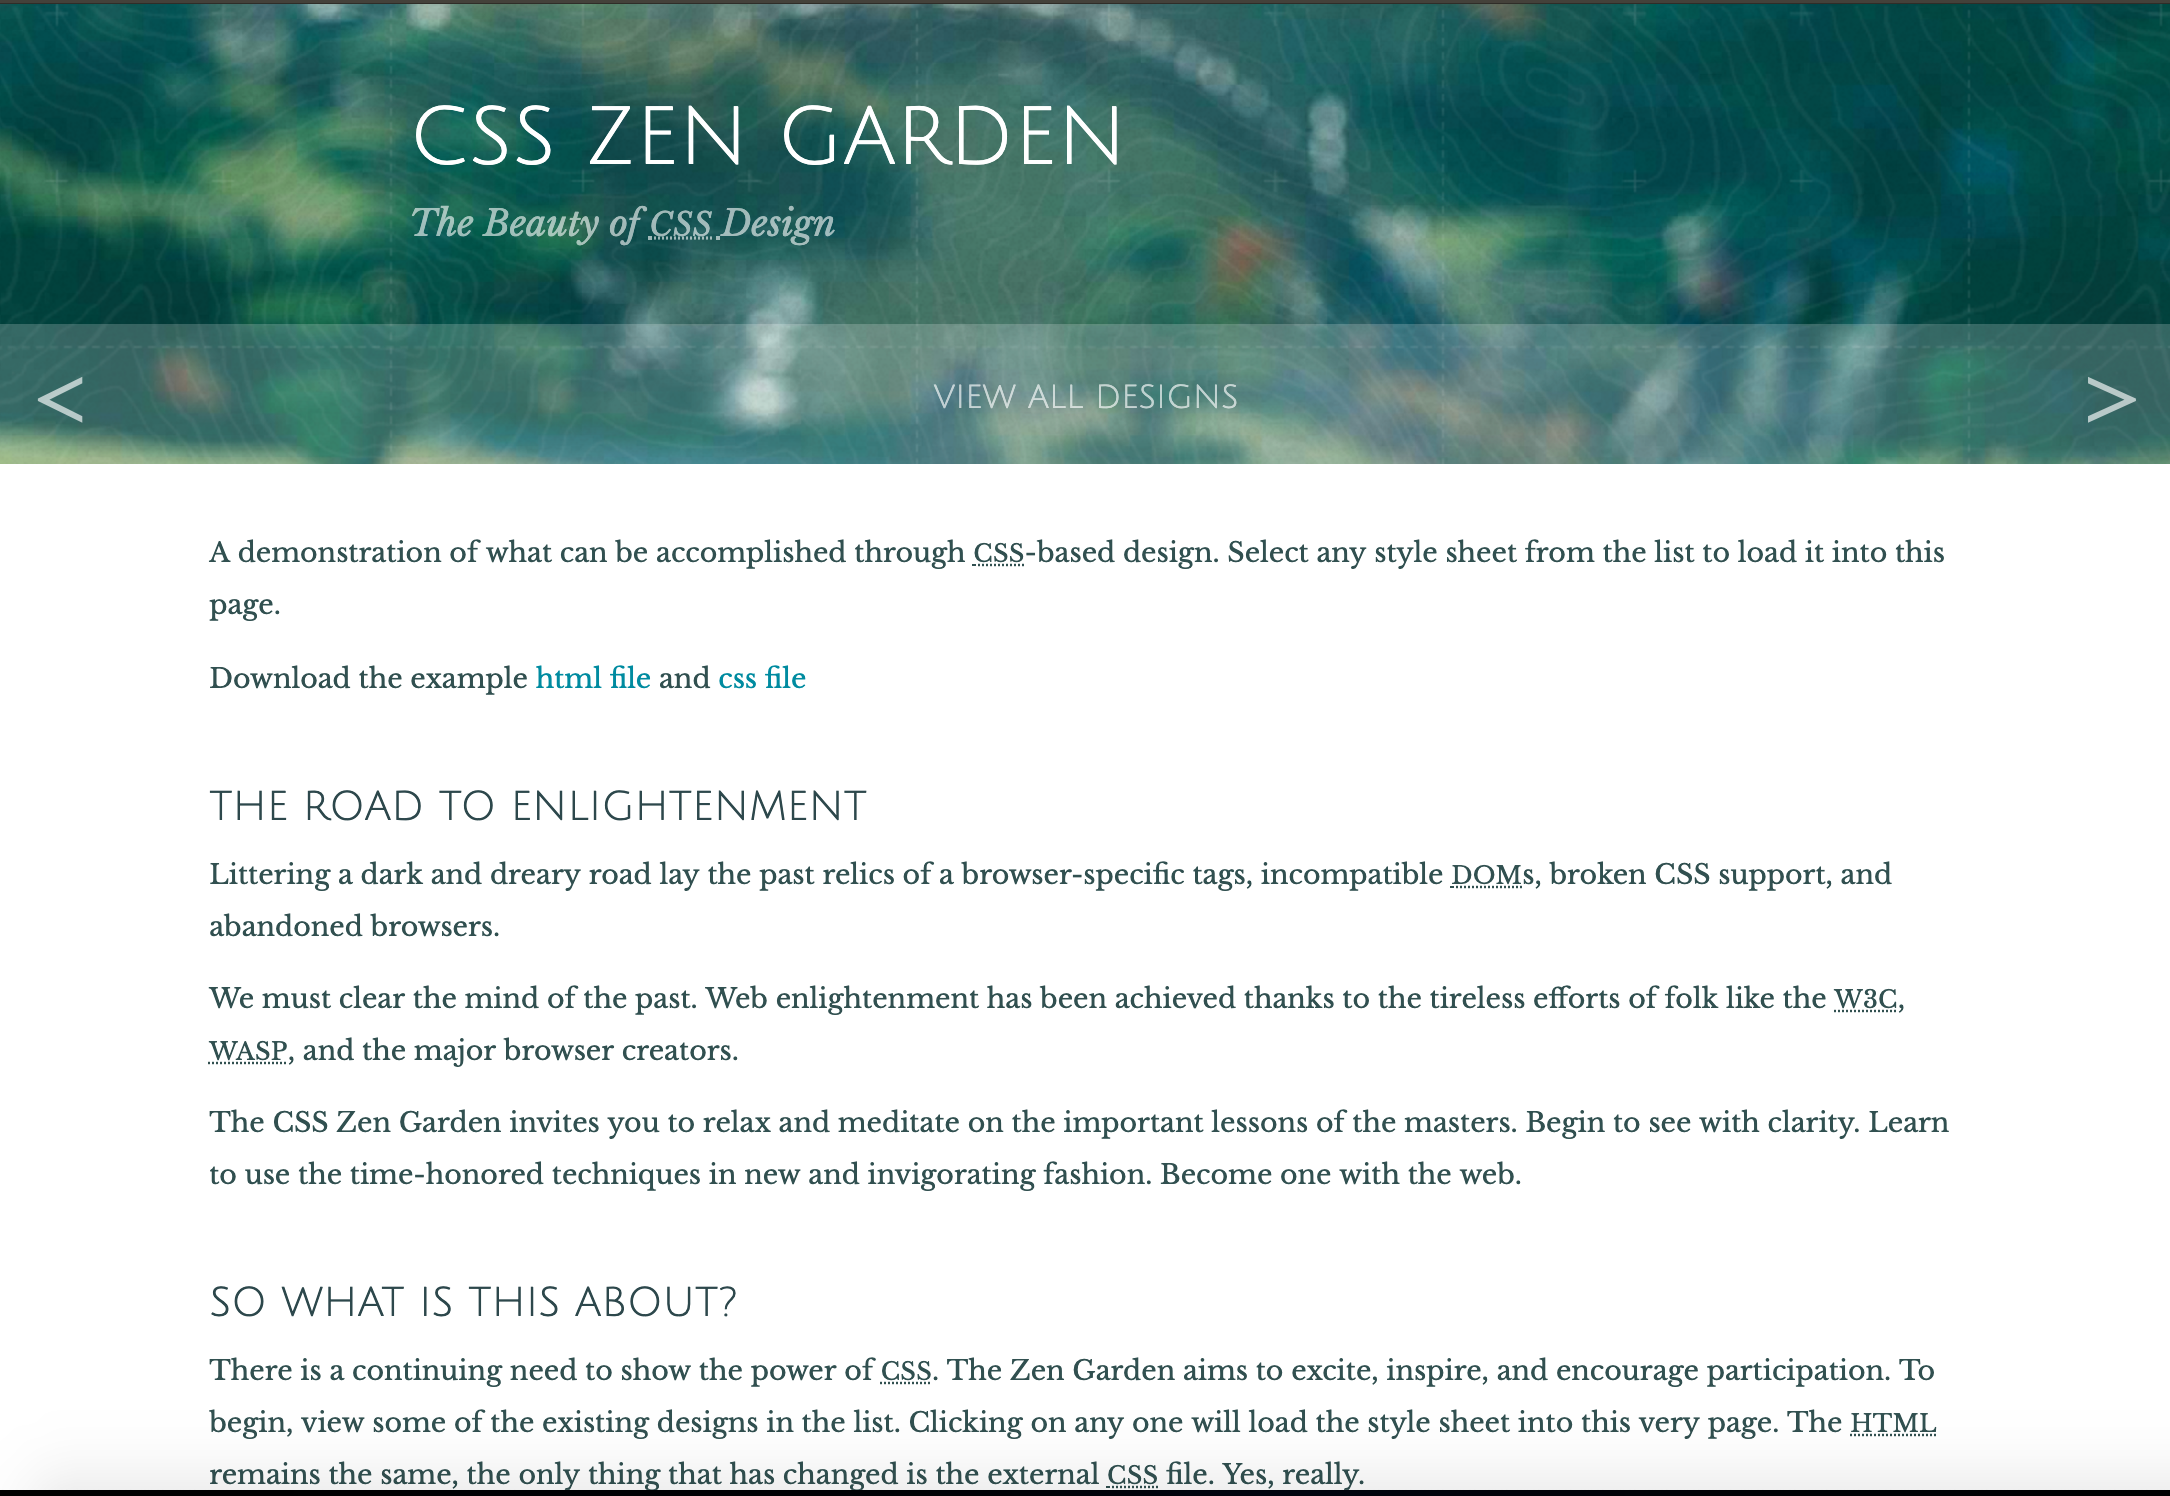 CSS ZEN GARDEN
The Beauty of CSS Design
<
VIEW ALL DESIGNS
>
A demonstration of what can be accomplished through CSS-based design. Select any style sheet from the list to load it into this
page.
Download the example html file and css file
THE ROAD TO ENLIGHTENMENT
Littering a dark and dreary road lay the past relics of a browser-specific tags, incompatible DOMs, broken CSS support, and
abandoned browsers.
We must clear the mind of the past. Web enlightenment has been achieved thanks to the tireless efforts of folk like the W3C,
WASP, and the major browser creators.
The CSS Zen Garden invites you to relax and meditate on the important lessons of the masters. Begin to see with clarity. Learn
to use the time-honored techniques in new and invigorating fashion. Become one with the web.
SO WHAT IS THIS ABOUT?
There is a continuing need to show the power of CSS. The Zen Garden aims to excite, inspire, and encourage participation. To
begin, view some of the existing designs in the list. Clicking on any one will load the style sheet into this very page. The HTML
remains the same, the only thing that has changed is the external CSS file. Yes, really.